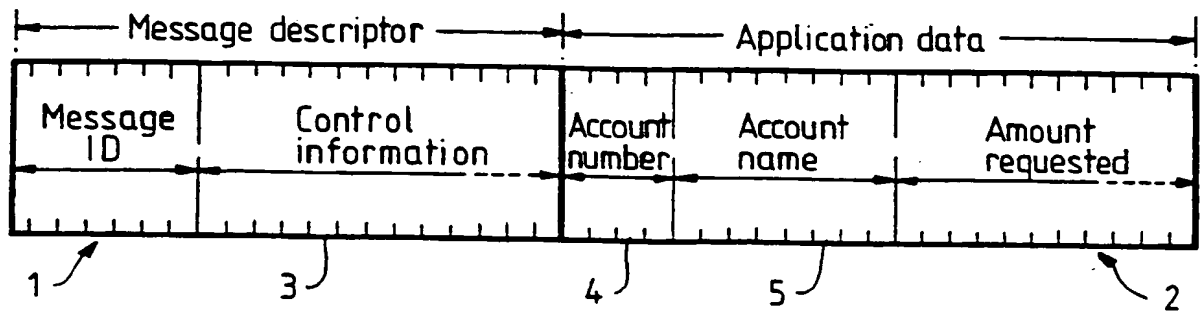 Message descriptor
Application data
Message
ID
Control
information
Account
number
Account
name
Amount
requested
1
3
4
5
2